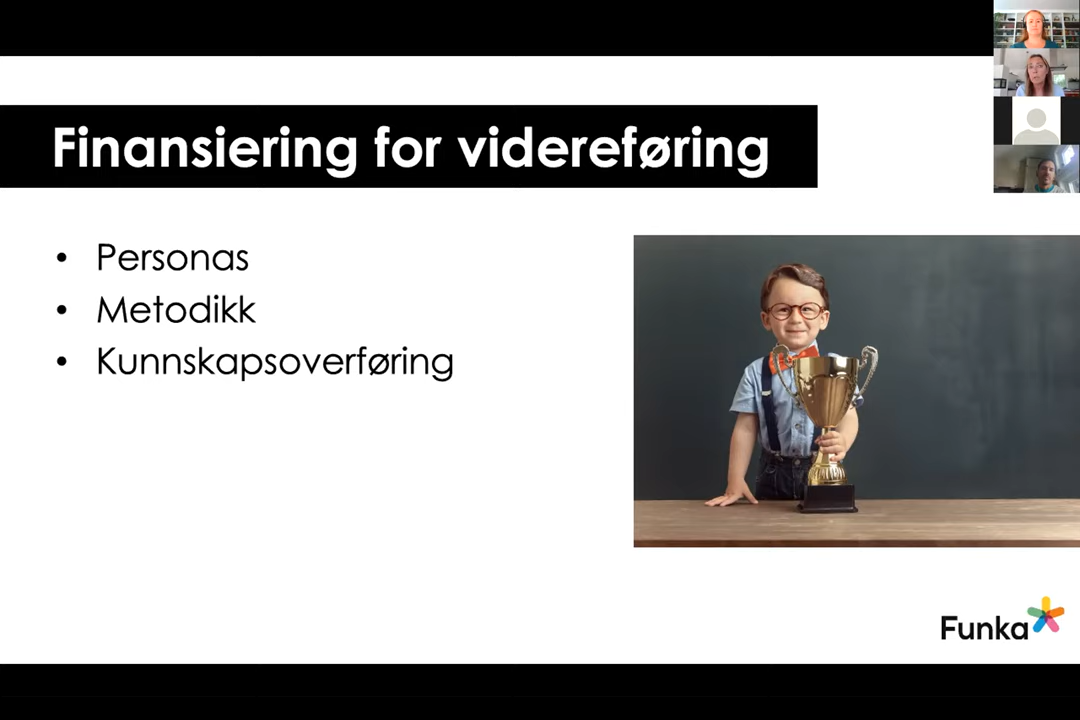 Finansiering for videreføring
• Personas
• Metodikk
• Kunnskapsoverføring
Funka